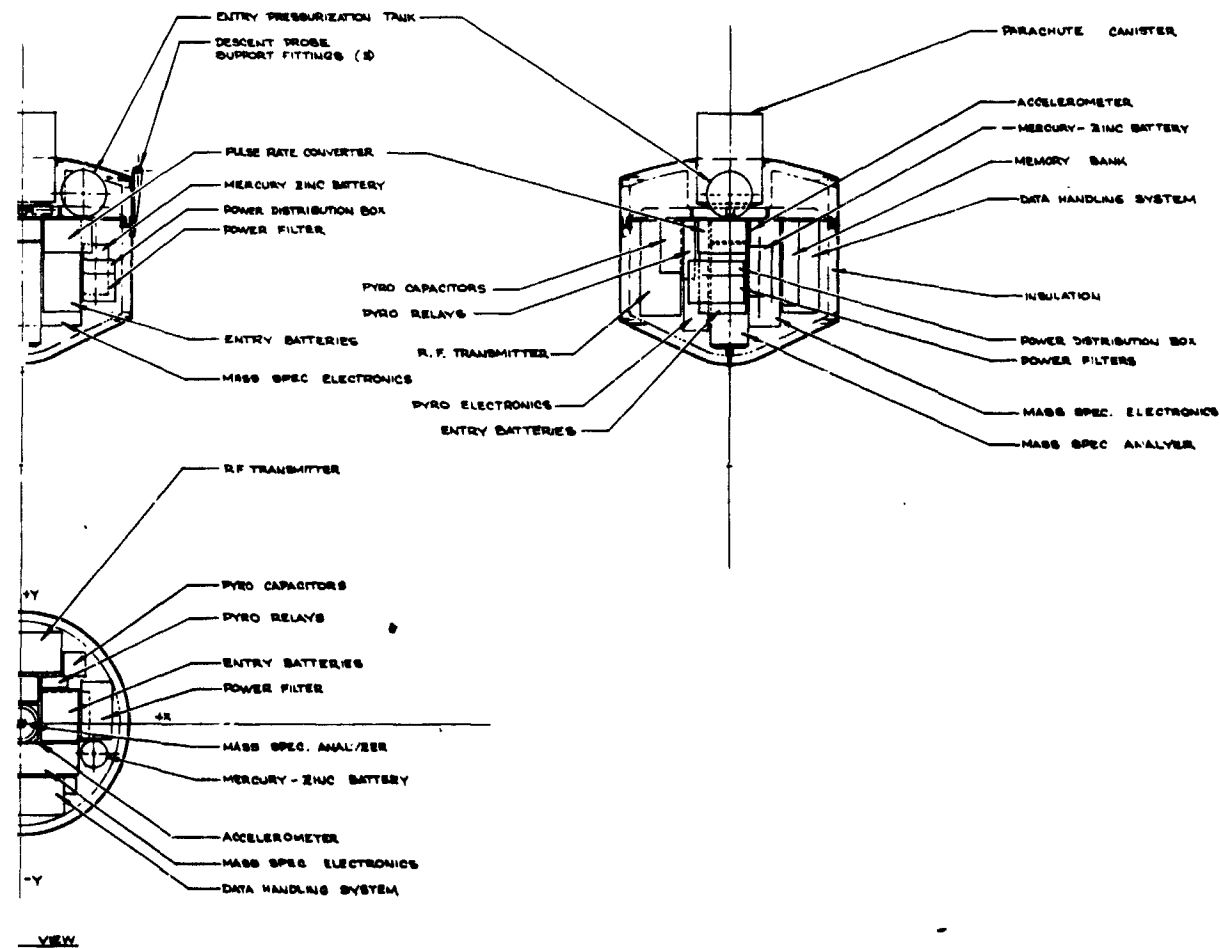 ENTRY PRESSURIZATION TANK
DESCENT PROBE
SUPPORT FITTINGS (3)
PULSE RATE CONVERTER
MERCURY ZINC BATTERY
POWER DISTRIBUTION BOX
POWER FILTER
ENTRY BATTERIES
MASS SPEC ELECTRONICS
PARACHUTE CANISTER
ACCELEROMETER
MERCURY-ZINC BATTERY
MEMORY BANK
DATA HANDLING SYSTEM
PYRO CAPACITORS
PYRO RELAYS
INSULATION
R.F. TRANSMITTER
POWER DISTRIBUTION BOX
POWER FILTERS
PYRO ELECTRONICS
ENTRY BATTERIES
MASS SPEC. ELECTRONICS
MASS SPEC ANALYER
RF TRANSMITTER
+Y
PYRO CAPACITORS
PYRO RELAYS
ENTRY BATTERIES
POWER FILTER
+X
MASS SPEC. ANALYZER
MERCURY-ZINC BATTERY
ACCELEROMETER
MASS SPEC ELECTRONICS
-Y
DATA HANDLING SYSTEM
VIEW